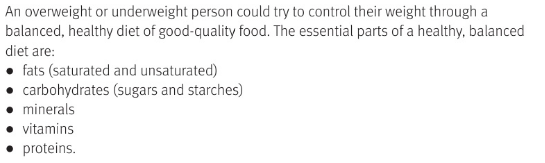 An overweight or underweight person could try to control their weight through a
balanced, healthy diet of good-quality food. The essential parts of a healthy, balanced
diet are:
• fats (saturated and unsaturated)
• carbohydrates (sugars and starches)
• minerals
• vitamins
• proteins.